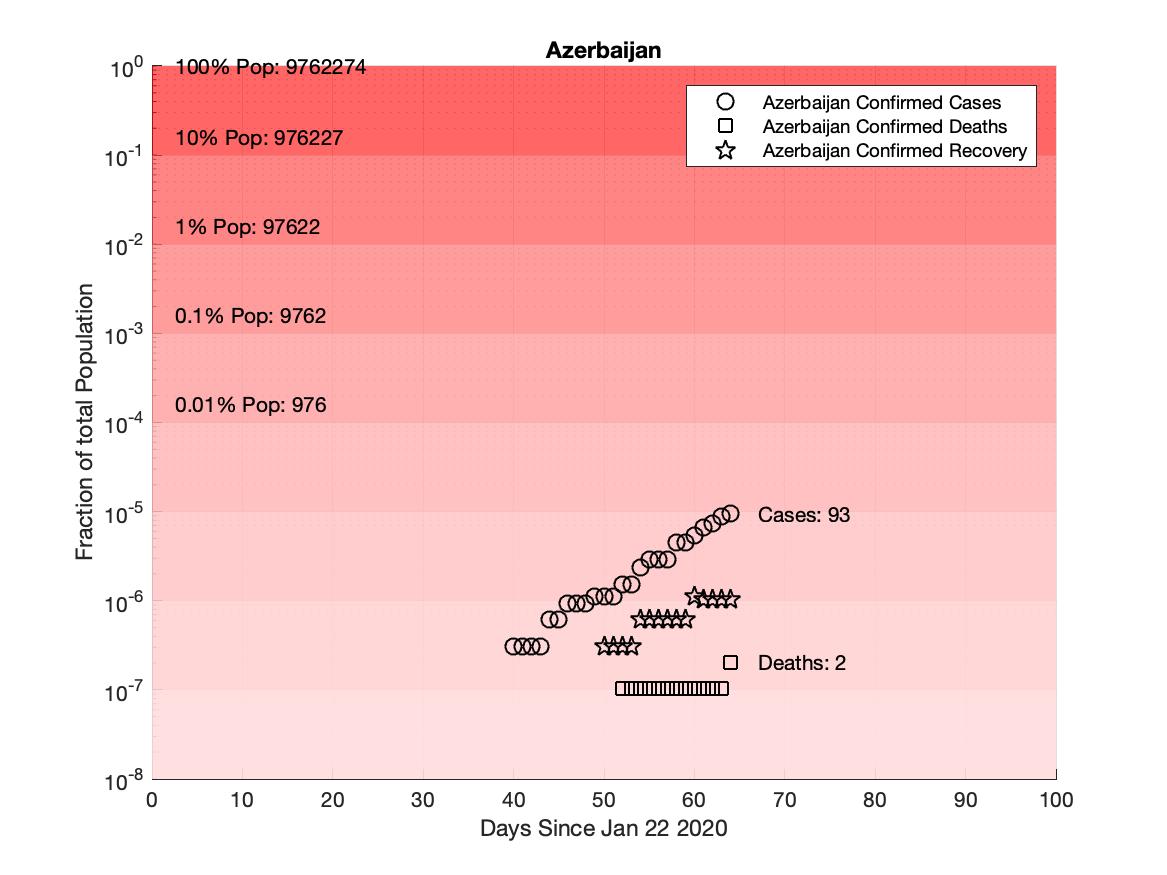 Azerbaijan
10^0
100% Pop: 9762274
Azerbaijan Confirmed Cases
Azerbaijan Confirmed Deaths
Azerbaijan Confirmed Recovery
10% Pop: 976227
10^-1
1% Pop: 97622
10^-2
0.1% Pop: 9762
10^-3
0.01% Pop: 976
10^-4
Fraction of total Population
10^-5
Cases: 93
10^-6
Deaths: 2
10^-7
10^-8
0 10 20 30 40 50 60 70 80 90 100
Days Since Jan 22 2020